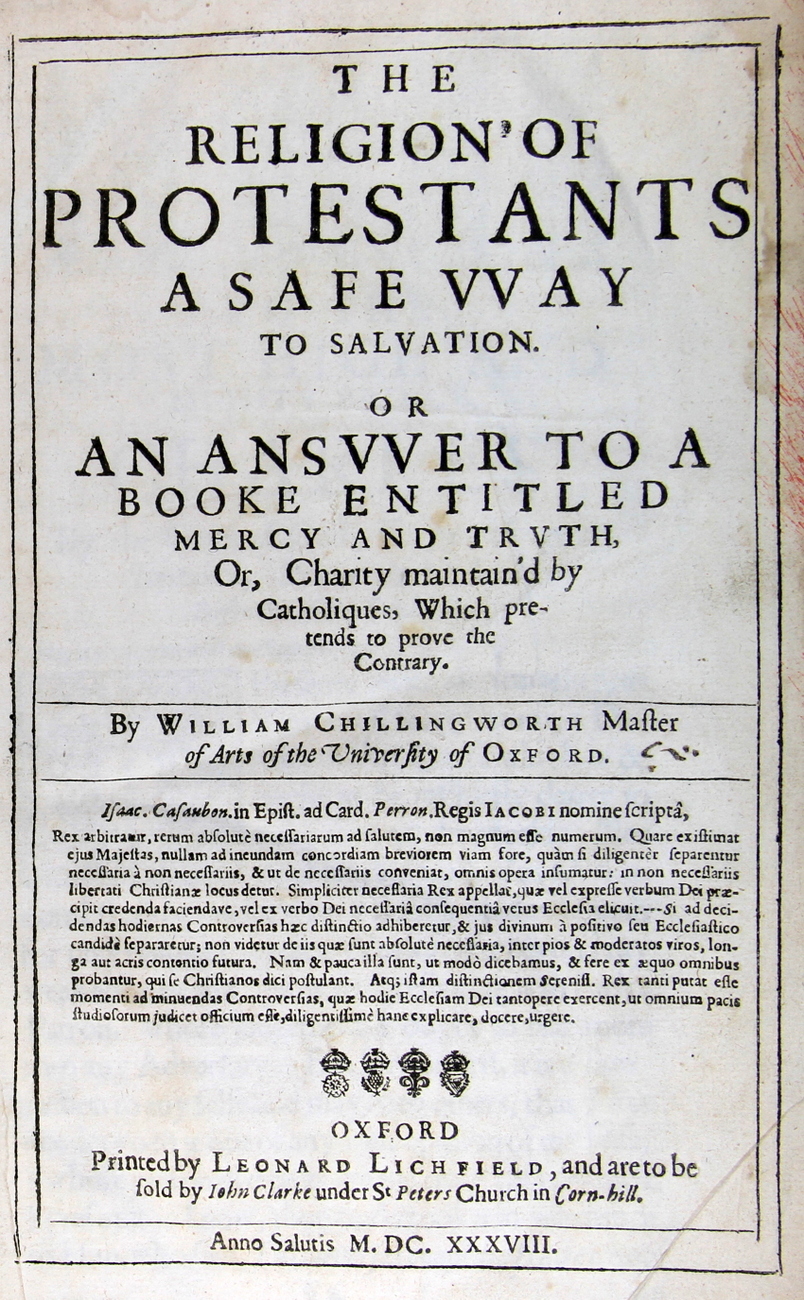 THE
RELIGION OF
PROTESTANTS
A SAFE VVAY
TO SALVATION.
OR
AN ANSVVER TO A
BOOKE ENTITLED
MERCY AND TRVTH,
Or, Charity maintain'd by
Catholiques, Which pre-
tends to prove the
Contrary.
By WILLIAM CHILLINGWORTH Maſter
of Arts of the Univerſity of OXFORD.
Iſaac. Caſaubon. in Epiſt. ad Card. Perron. Regis IACOBI nomine ſcriptâ,
Rex arbitratur, rerum abſolutè neceſſariarum ad ſalutem, non magnum eſſe numerum. Quare exiſtimat
ejus Majeſtas, nullam ad ineundam concordiam breviorem viam fore, quàm ſi diligentèr ſeparentur
neceſſaria à non neceſſariis, & ut de neceſſariis conveniat, omnis opera inſumatur: in non neceſſariis
libertati Chriſtianæ locus detur. Simpliciter neceſſaria Rex appellat, quæ vel expreſſe verbum Dei præ-
cipit credenda faciendave, vel ex verbo Dei neceſſariâ conſequentiâ vetus Eccleſia elicuit.---Si ad deci-
dendas hodiernas Controverſias hæc diſtinctio adhiberetur, & jus divinum à poſitivo ſeu Eccleſiaſtico
candidè ſepararetur; non videtur de iis quæ ſunt abſolutè neceſſaria, inter pios & moderatos viros, lon-
ga aut acris contentio futura. Nam & pauca illa ſunt, ut modò dicebamus, & fere ex æquo omnibus
probantur, qui ſe Chriſtianos dici poſtulant. Atq; iſtam diſtinctionem Sereniſſ. Rex tanti putat eſſe
momenti ad minuendas Controverſias, quæ hodie Eccleſiam Dei tantopere exercent, ut omnium pacis
ſtudioſorum judicet officium eſſe, diligentiſſimè hanc explicare, docere, urgere.
OXFORD
Printed by LEONARD LICHFIELD, and are to be
ſold by Iohn Clarke under St Peters Church in Corn-hill.
Anno Salutis M. DC. XXXVIII.